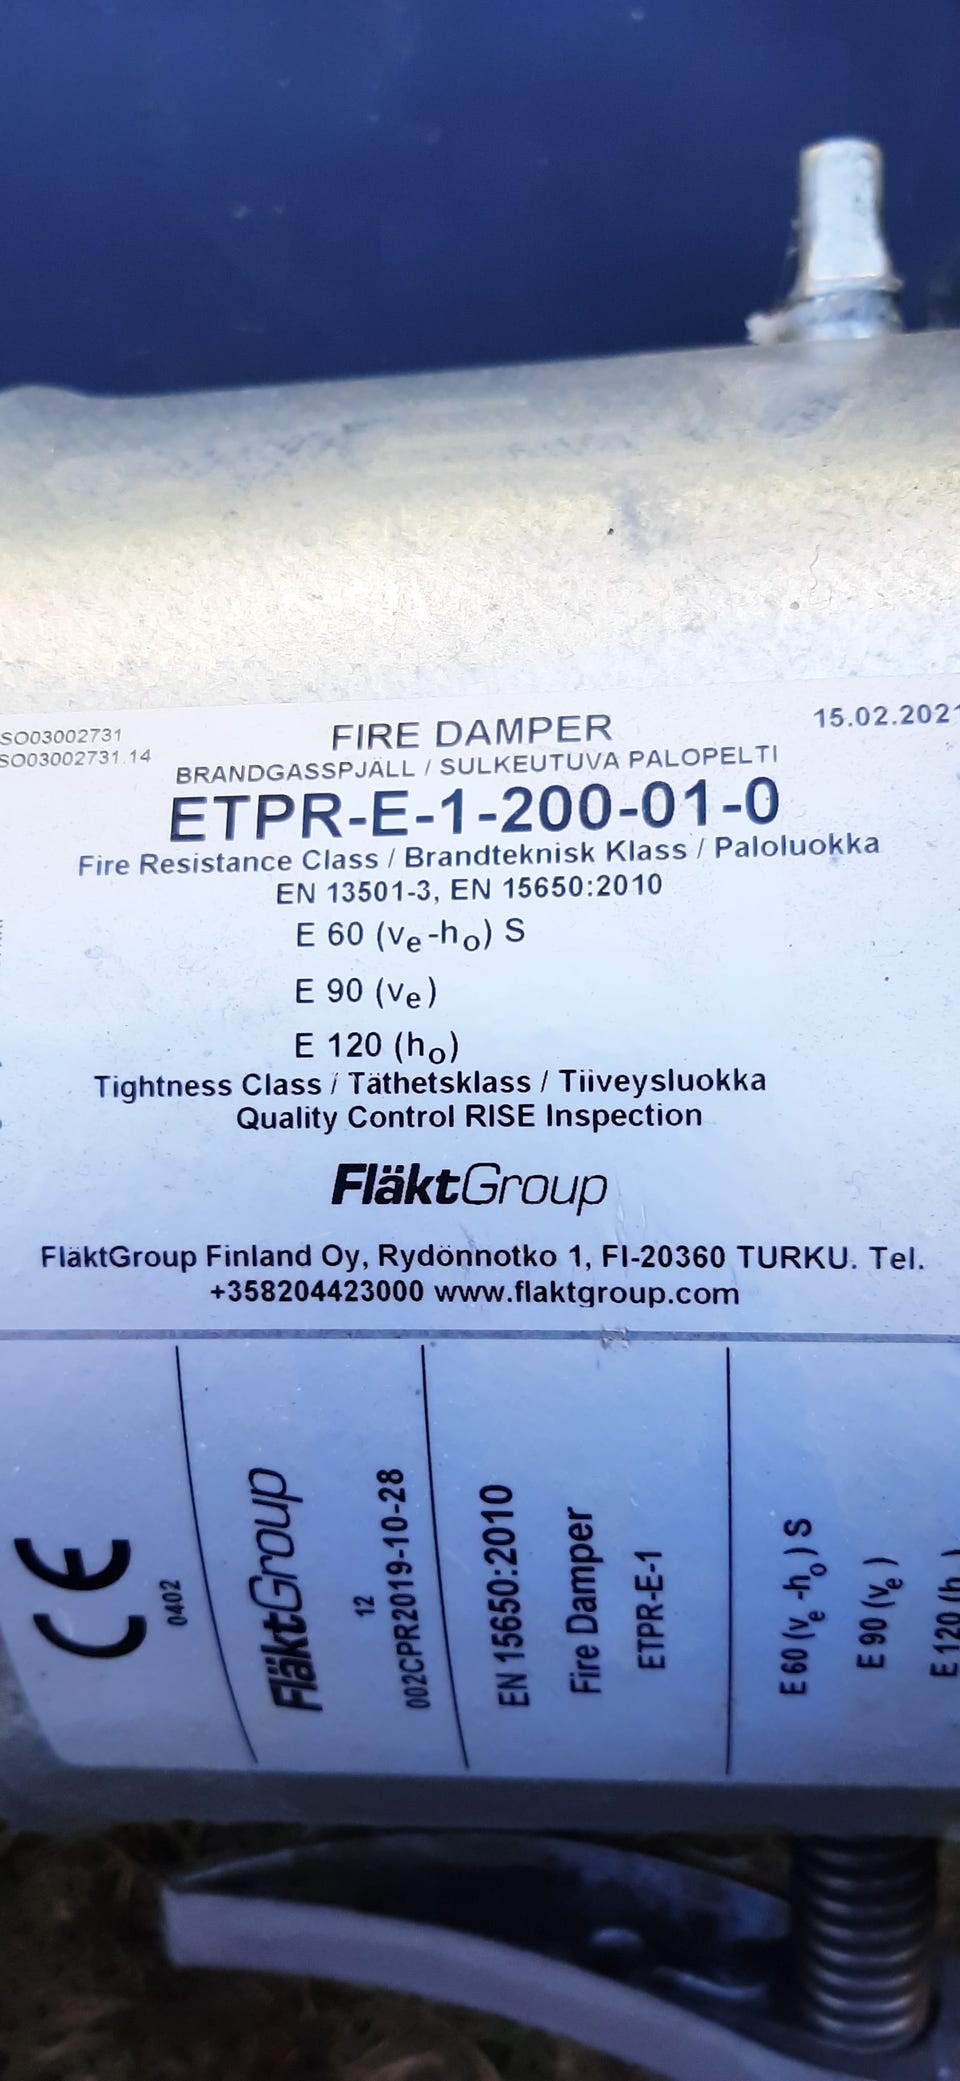 SO03002731
SO03002731.14
FIRE DAMPER
15.02.2021
BRANDGASSPJÄLL / SULKEUTUVA PALOPELTI
ETPR-E-1-200-01-0
Fire Resistance Class / Brandteknisk Klass / Paloluokka
EN 13501-3, EN 15650:2010
E 60 (ve-ho) S
E 90 (ve)
E 120 (ho)
Tightness Class / Täthetsklass / Tiiveysluokka
Quality Control RISE Inspection
FläktGroup
FläktGroup Finland Oy, Rydönnotko 1, FI-20360 TURKU. Tel.
+358204423000 www.flaktgroup.com
CE
0402
FläktGroup
12
002CPR2019-10-28
EN 15650:2010
Fire Damper
ETPR-E-1
E 60 (ve-ho) S
E 90 (ve)
E 120 (h